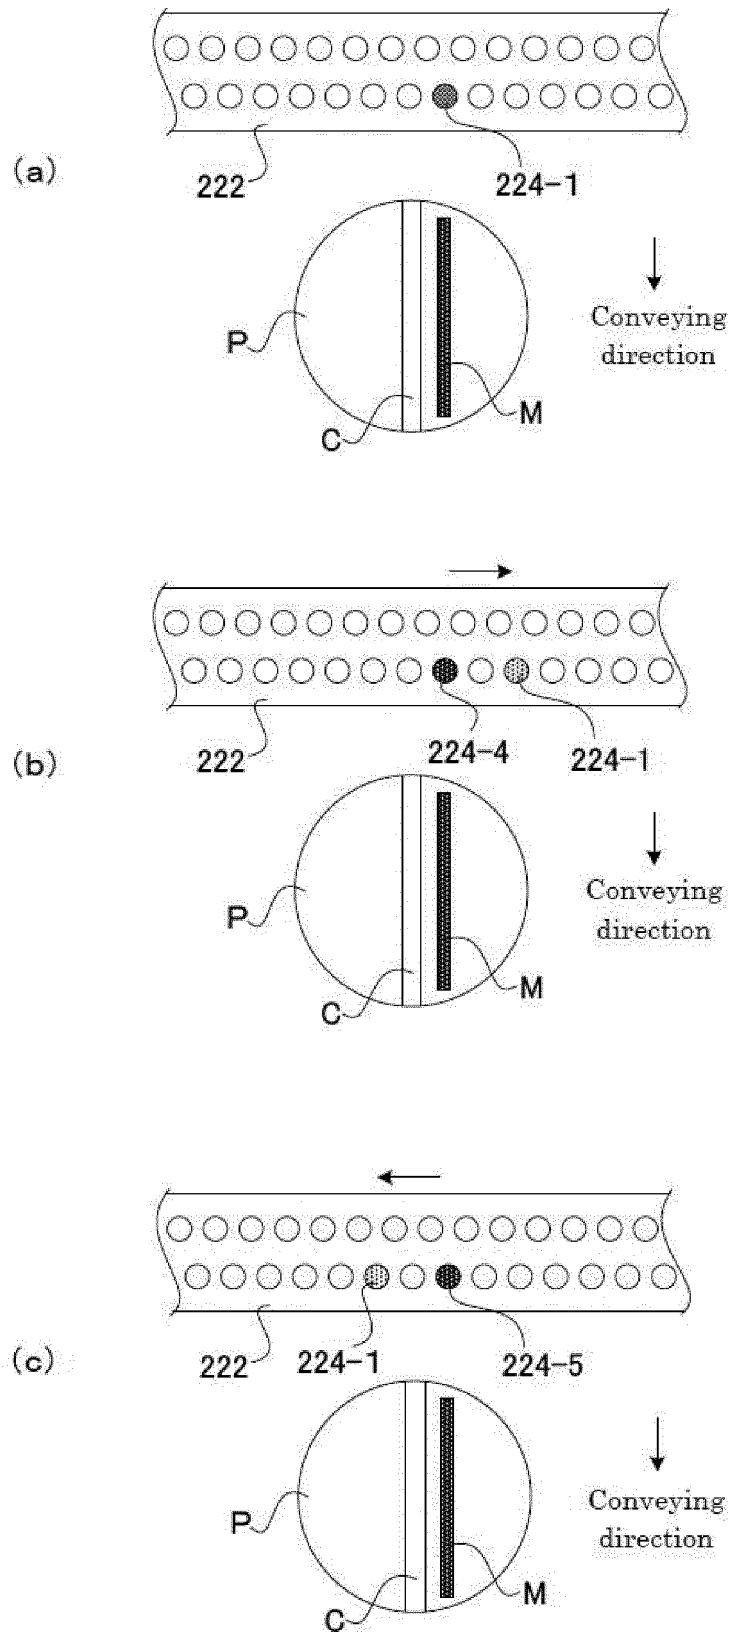 (a)
222
224-1
P
Conveying
direction
M
C
(b)
222
224-4
224-1
P
Conveying
direction
M
C
(c)
222
224-1
224-5
P
Conveying
direction
M
C